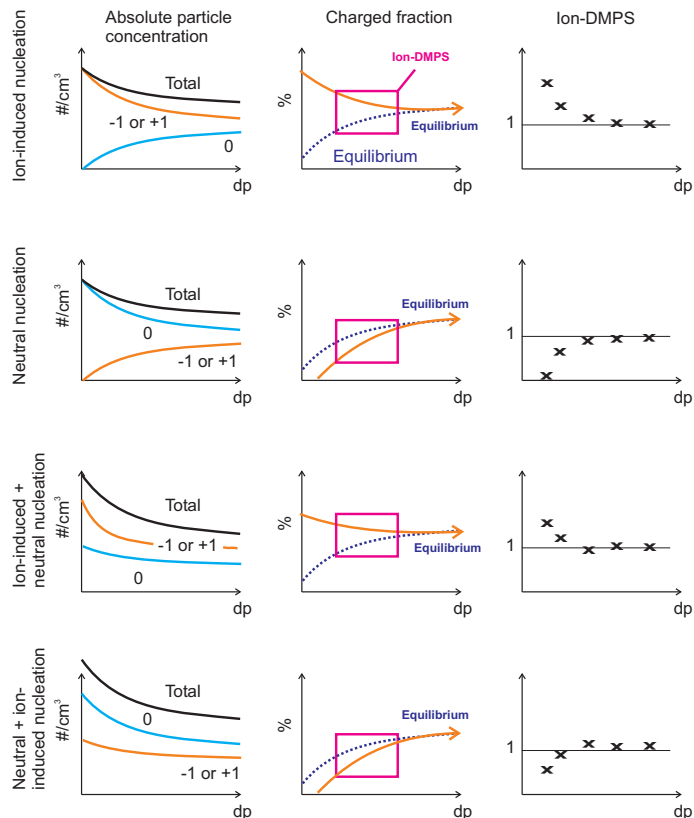 Absolute particle
concentration
Charged fraction
Ion-DMPS
Ion-induced nucleation
#/cm³
Total
-1 or +1
0
dp
%
Ion-DMPS
Equilibrium
Equilibrium
dp
1
dp
Neutral nucleation
#/cm³
Total
0
-1 or +1
dp
%
Equilibrium
dp
1
dp
Ion-induced +
neutral nucleation
#/cm³
Total
-1 or +1
0
dp
%
Equilibrium
dp
1
dp
Neutral + ion-
induced nucleation
#/cm³
Total
0
-1 or +1
dp
%
Equilibrium
dp
1
dp